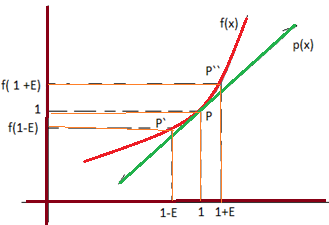 f(x)
p(x)
P``
f( 1 +E)
1
P
P`
f(1-E)
1-E
1
1+E